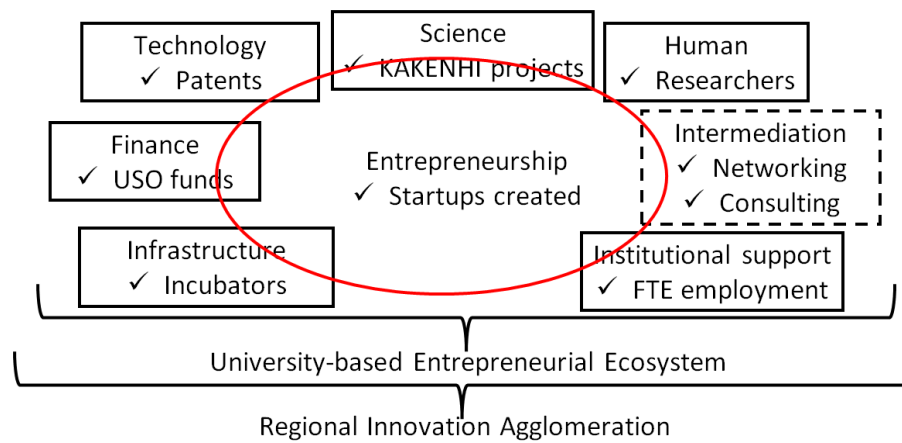 Technology
✓ Patents
Science
✓ KAKENHI projects
Human
✓ Researchers
Finance
✓ USO funds
Entrepreneurship
✓ Startups created
Intermediation
✓ Networking
✓ Consulting
Infrastructure
✓ Incubators
Institutional support
✓ FTE employment
University-based Entrepreneurial Ecosystem
Regional Innovation Agglomeration